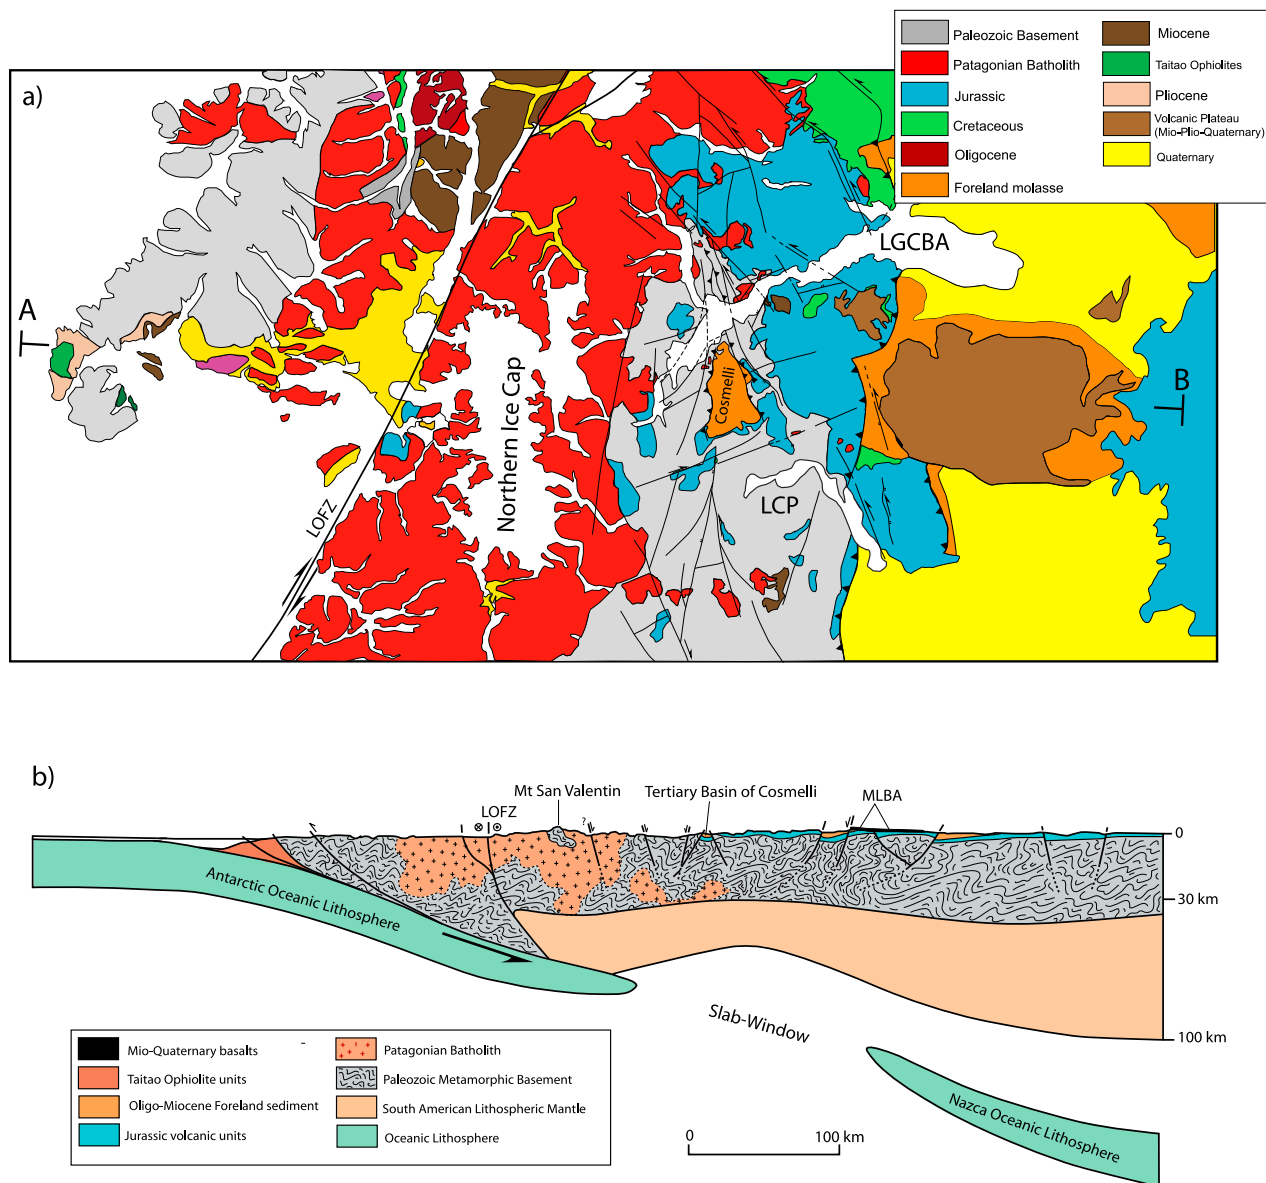 a)
Paleozoic Basement
Patagonian Batholith
Jurassic
Cretaceous
Oligocene
Foreland molasse
Miocene
Taitao Ophiolites
Pliocene
Volcanic Plateau
(Mio-Plio-Quaternary)
Quaternary
LGCBA
A
B
Cosmelli
Northern Ice Cap
LCP
LOFZ
b)
Mt San Valentin
Tertiary Basin of Cosmelli
MLBA
LOFZ
?
0
30 km
100 km
Antarctic Oceanic Lithosphere
Slab-Window
Nazca Oceanic Lithosphere
Mio-Quaternary basalts
Taitao Ophiolite units
Oligo-Miocene Foreland sediment
Jurassic volcanic units
Patagonian Batholith
Paleozoic Metamorphic Basement
South American Lithospheric Mantle
Oceanic Lithosphere
0 100 km